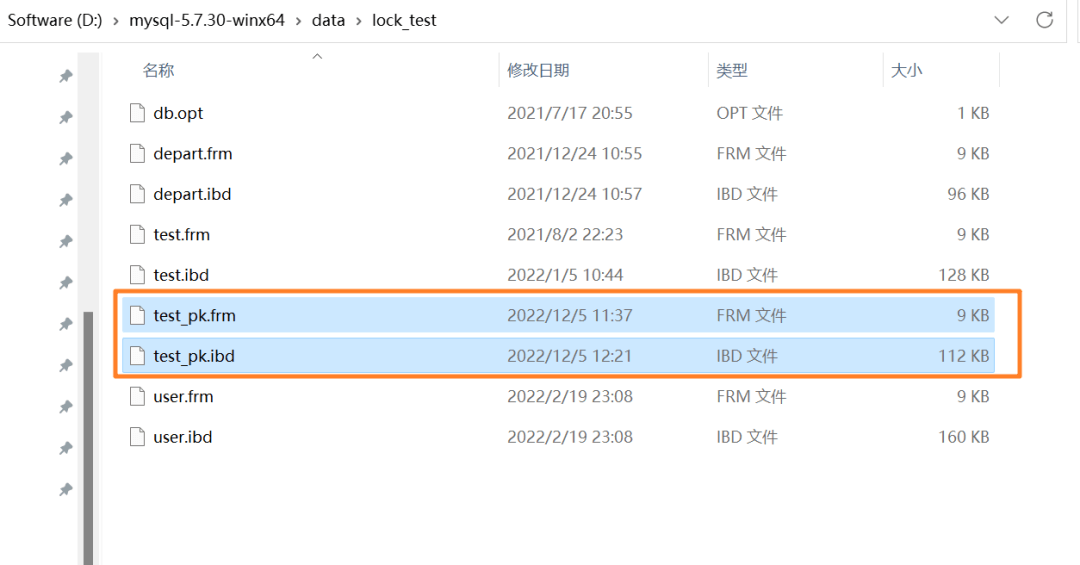 Software (D:) › mysql-5.7.30-winx64 › data › lock_test
名称 修改日期 类型 大小
db.opt 2021/7/17 20:55 OPT 文件 1 KB
depart.frm 2021/12/24 10:55 FRM 文件 9 KB
depart.ibd 2021/12/24 10:57 IBD 文件 96 KB
test.frm 2021/8/2 22:23 FRM 文件 9 KB
test.ibd 2022/1/5 10:44 IBD 文件 128 KB
test_pk.frm 2022/12/5 11:37 FRM 文件 9 KB
test_pk.ibd 2022/12/5 12:21 IBD 文件 112 KB
user.frm 2022/2/19 23:08 FRM 文件 9 KB
user.ibd 2022/2/19 23:08 IBD 文件 160 KB